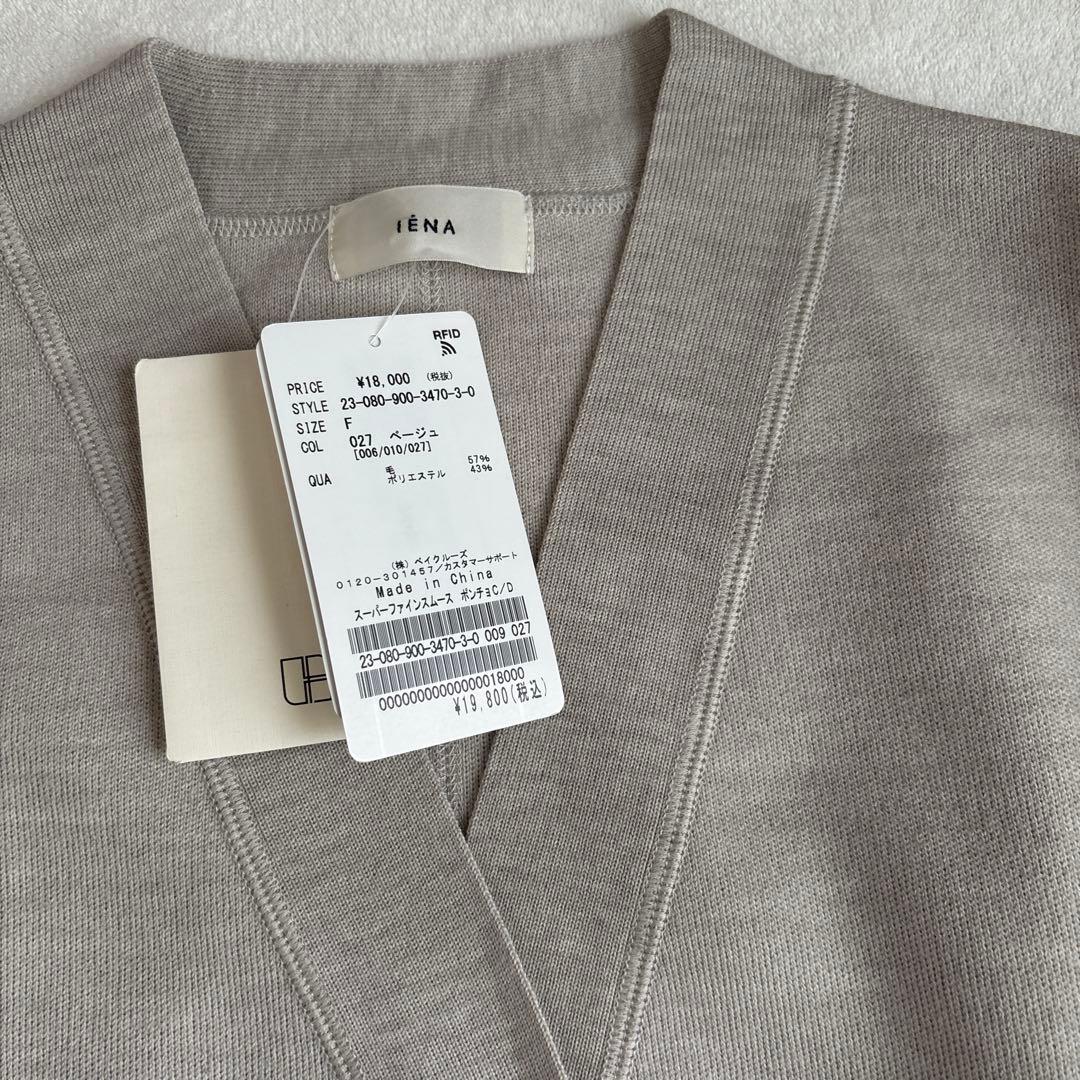 IÉNA
RFID
PRICE ¥18,000 (税抜)
STYLE 23-080-900-3470-3-0
SIZE F
COL 027 ベージュ
[006/010/027]
QUA 毛 57%
ポリエステル 43%
(株) ベイクルーズ
0120-301457/カスタマーサポート
Made in China
スーパーファインスムース ポンチョC/D
23-080-900-3470-3-0 009 027
00000000000000018000
¥19,800(税込)